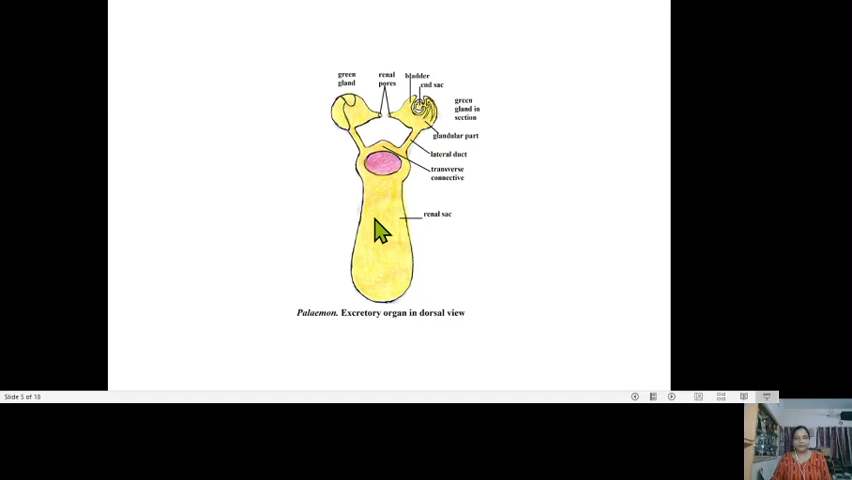 green
gland
renal
pores
bladder
end sac
green
gland in
section
glandular part
lateral duct
transverse
connective
renal sac
Palaemon. Excretory organ in dorsal view
Slide 5 of 10